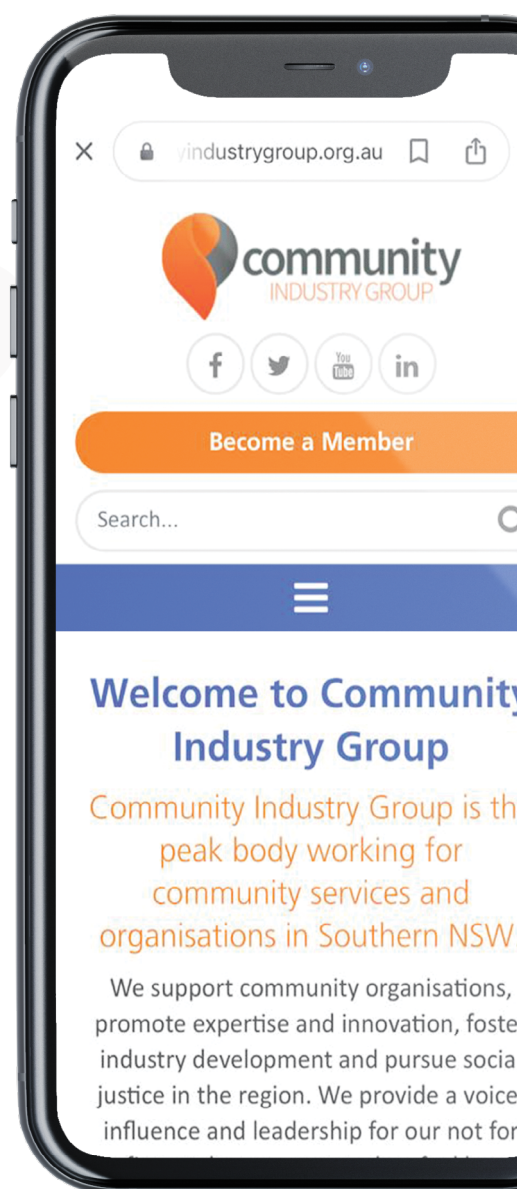 yindustrygroup.org.au
community
INDUSTRY GROUP
f
You
Tube
in
Become a Member
Search...
Welcome to Community
Industry Group
Community Industry Group is th
peak body working for
community services and
organisations in Southern NSW
We support community organisations,
promote expertise and innovation, foste
industry development and pursue socia
justice in the region. We provide a voice
influence and leadership for our not for